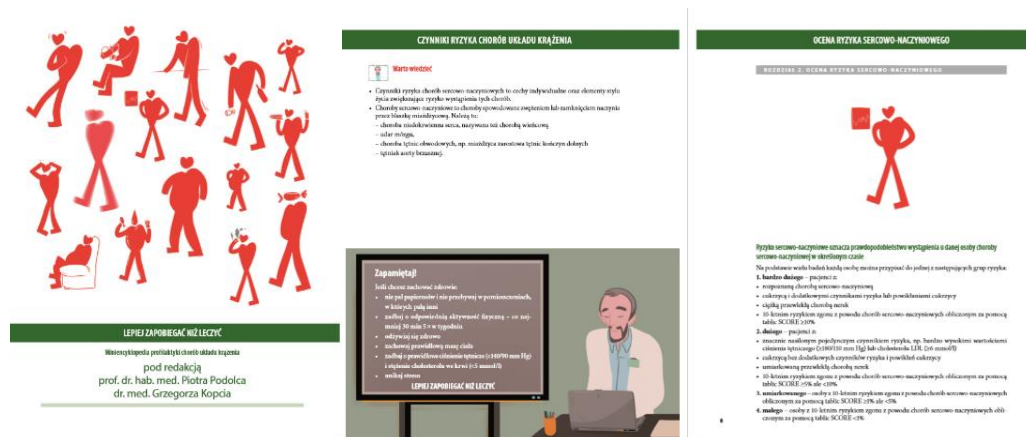 LEPIEJ ZAPOBIEGAĆ NIŻ LECZYĆ
Miniencyklopedia profilaktyki chorób układu krążenia
pod redakcją
prof. dr. hab. med. Piotra Podolca
dr. med. Grzegorza Kopcia
CZYNNIKI RYZYKA CHORÓB UKŁADU KRĄŻENIA
Warto wiedzieć
• Czynniki ryzyka chorób sercowo-naczyniowych to cechy indywidualne oraz elementy stylu
życia zwiększające ryzyko wystąpienia tych chorób.
• Choroby sercowo-naczyniowe to choroby spowodowane zwężeniem lub zamknięciem naczynia
przez blaszkę miażdżycową. Należą tu:
– choroba niedokrwienna serca, nazywana też chorobą wieńcową
– udar mózgu,
– choroba tętnic obwodowych, np. miażdżyca zarostowa tętnic kończyn dolnych
– tętniak aorty brzusznej.
Zapamiętaj!
Jeśli chcesz zachować zdrowie:
• nie pal papierosów i nie przebywaj w pomieszczeniach,
w których palą inni
• zadbaj o odpowiednią aktywność fizyczną – co naj-
mniej 30 min 5 × w tygodniu
• odżywiaj się zdrowo
• zachowaj prawidłową masę ciała
• zadbaj o prawidłowe ciśnienie tętnicze (<140/90 mm Hg)
i stężenie cholesterolu we krwi (<5 mmol/l)
• unikaj stresu
LEPIEJ ZAPOBIEGAĆ NIŻ LECZYĆ
OCENA RYZYKA SERCOWO-NACZYNIOWEGO
ROZDZIAŁ 2. OCENA RYZYKA SERCOWO-NACZYNIOWEGO
Ryzyko sercowo-naczyniowe oznacza prawdopodobieństwo wystąpienia u danej osoby choroby
sercowo-naczyniowej w określonym czasie
Na podstawie wielu badań każdą osobę można przypisać do jednej z następujących grup ryzyka:
1. bardzo dużego – pacjenci z:
• rozpoznaną chorobą sercowo-naczyniową
• cukrzycą i dodatkowymi czynnikami ryzyka lub powikłaniami cukrzycy
• ciężką przewlekłą chorobą nerek
• 10-letnim ryzykiem zgonu z powodu chorób sercowo-naczyniowych obliczonym za pomocą
tablic SCORE ≥10%
2. dużego – pacjenci z:
• znacznie nasilonym pojedynczym czynnikiem ryzyka, np. bardzo wysokimi wartościami
ciśnienia tętniczego (≥180/110 mm Hg) lub cholesterolu LDL (≥6 mmol/l)
• cukrzycą bez dodatkowych czynników ryzyka i powikłań cukrzycy
• umiarkowaną przewlekłą chorobą nerek
• 10-letnim ryzykiem zgonu z powodu chorób sercowo-naczyniowych obliczonym za pomocą
tablic SCORE ≥5% ale <10%
3. umiarkowanego – osoby z 10-letnim ryzykiem zgonu z powodu chorób sercowo-naczyniowych
obliczonym za pomocą tablic SCORE ≥1% ale <5%
4. małego – osoby z 10-letnim ryzykiem zgonu z powodu chorób sercowo-naczyniowych obli-
czonym za pomocą tablic SCORE <1%